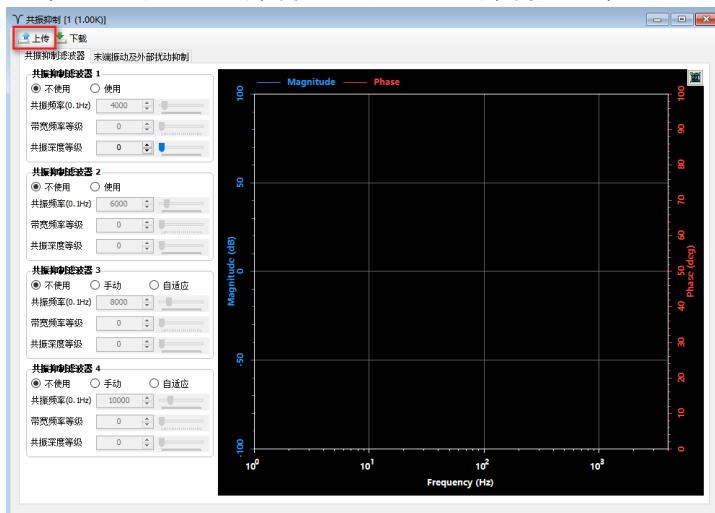 共振抑制 [1 (1.00K)]
上传 下载
共振抑制滤波器 末端振动及外部扰动抑制
共振抑制滤波器 1
不使用 使用
共振频率(0.1Hz) 4000
带宽频率等级 0
共振深度等级 0
共振抑制滤波器 2
不使用 使用
共振频率(0.1Hz) 6000
带宽频率等级 0
共振深度等级 0
共振抑制滤波器 3
不使用 手动 自适应
共振频率(0.1Hz) 8000
带宽频率等级 0
共振深度等级 0
共振抑制滤波器 4
不使用 手动 自适应
共振频率(0.1Hz) 10000
带宽频率等级 0
共振深度等级 0
Magnitude Phase
100
50
0
-50
-100
Magnitude (dB)
100
90
80
70
60
50
40
30
20
10
0
Phase (deg)
10⁰ 10¹ 10² 10³
Frequency (Hz)